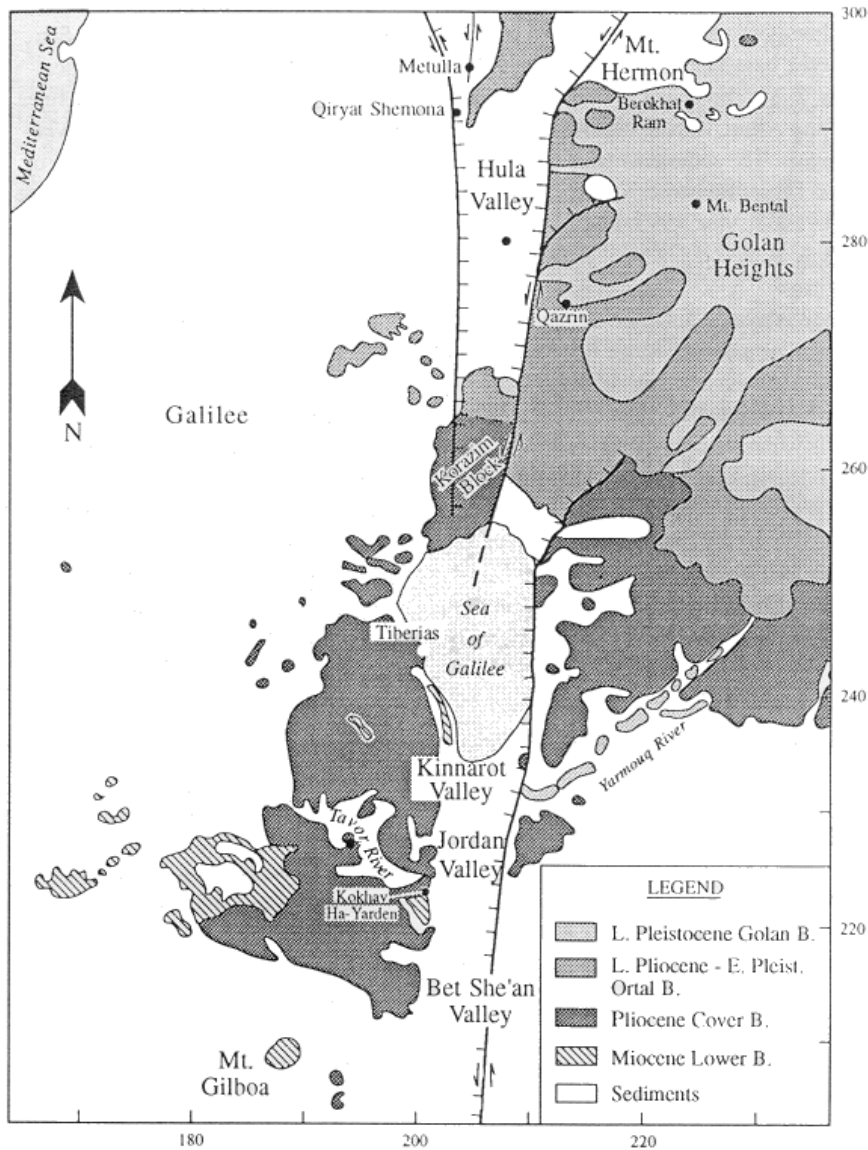 300
Mediterranean Sea
Metulla
Mt.
Hermon
Qiryat Shemona
Berekhat
Ram
Hula
Valley
Mt. Bental
280
Golan
Heights
Qazrin
N
Galilee
Korazim
Block
260
Sea
of
Galilee
Tiberias
240
Kinnarot
Valley
Yarmouq River
Tavor River
Jordan
Valley
Kokhav
Ha-Yarden
220
Bet She'an
Valley
Mt.
Gilboa
LEGEND
L. Pleistocene Golan B.
L. Pliocene - E. Pleist.
Ortal B.
Pliocene Cover B.
Miocene Lower B.
Sediments
180
200
220